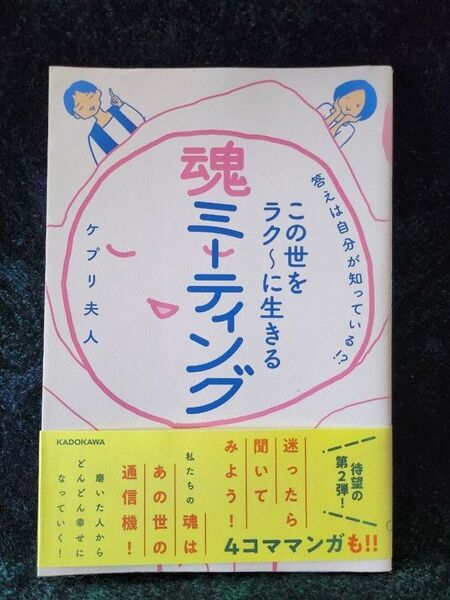 答えは自分が知っている!?
この世を
ラク〜に生きる
魂
ミーティング
ケプリ夫人
待望の
第2弾!
迷ったら
聞いて
みよう!
4コママンガも!!
私たちの魂は
あの世の
通信機!
KADOKAWA
磨いた人から
どんどん幸せに
なっていく!